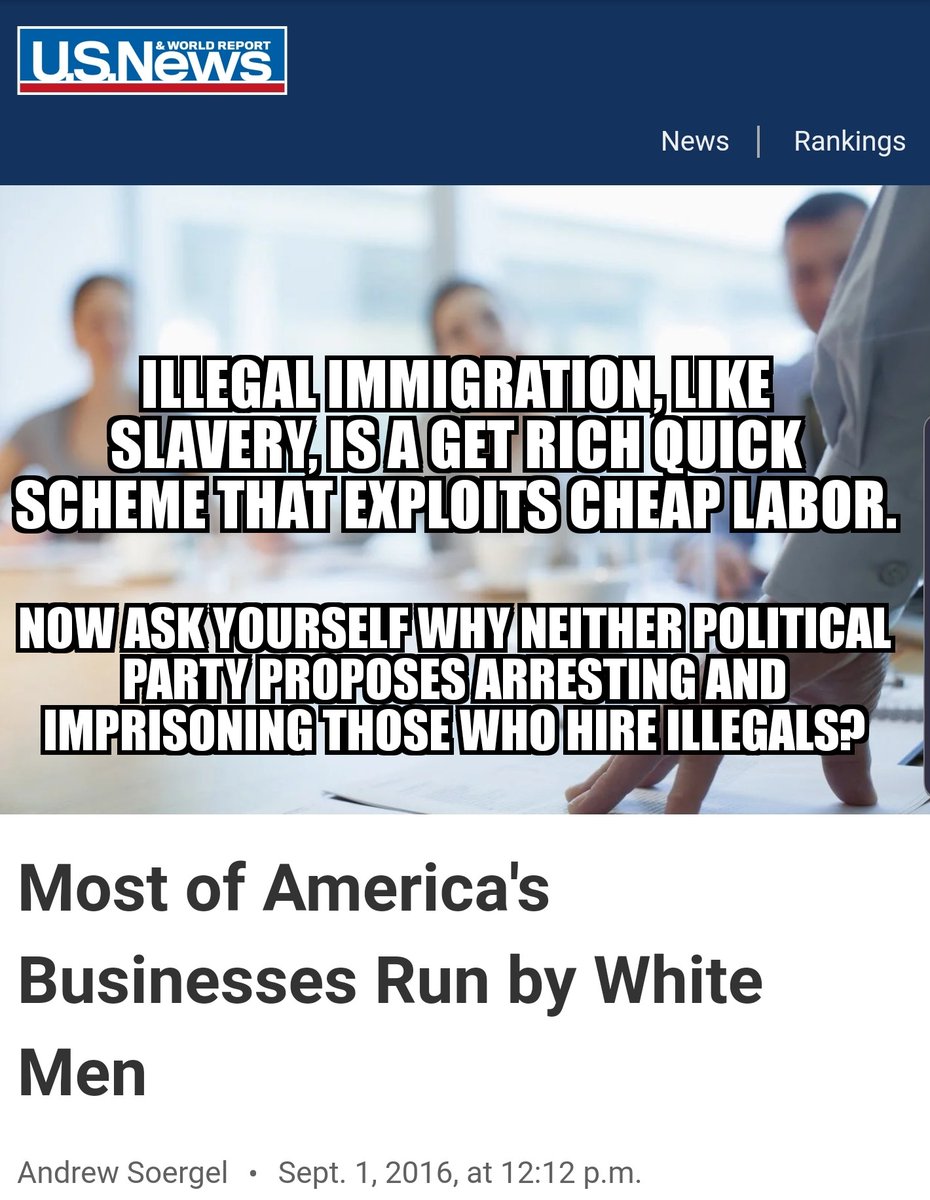 U.S.News
& WORLD REPORT
News | Rankings
ILLEGAL IMMIGRATION, LIKE
SLAVERY, IS A GET RICH QUICK
SCHEME THAT EXPLOITS CHEAP LABOR.
NOW ASK YOURSELF WHY NEITHER POLITICAL
PARTY PROPOSES ARRESTING AND
IMPRISONING THOSE WHO HIRE ILLEGALS?
Most of America's
Businesses Run by White
Men
Andrew Soergel • Sept. 1, 2016, at 12:12 p.m.